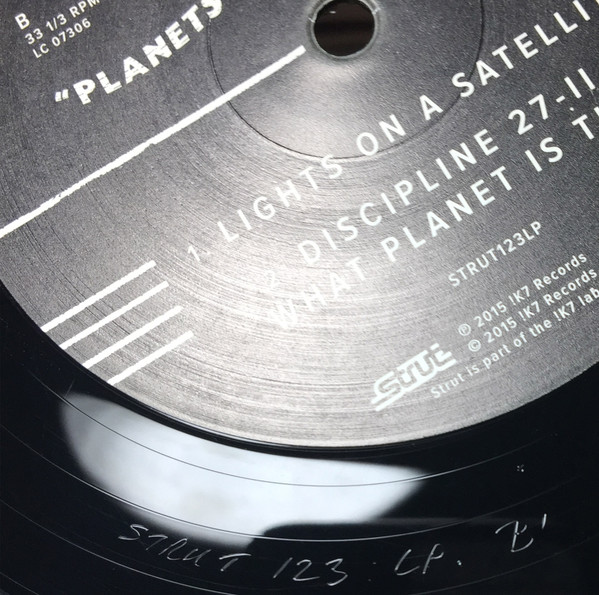 B
33 1/3 RPM
LC 07306
"PLANETS
1. LIGHTS ON A SATELLI
2. DISCIPLINE 27-II
WHAT PLANET IS T
STRUT123LP
℗ 2015 !K7 Records
© 2015 !K7 Records
Strut is part of the !K7 lab
Strut
STRUT 123 LP.